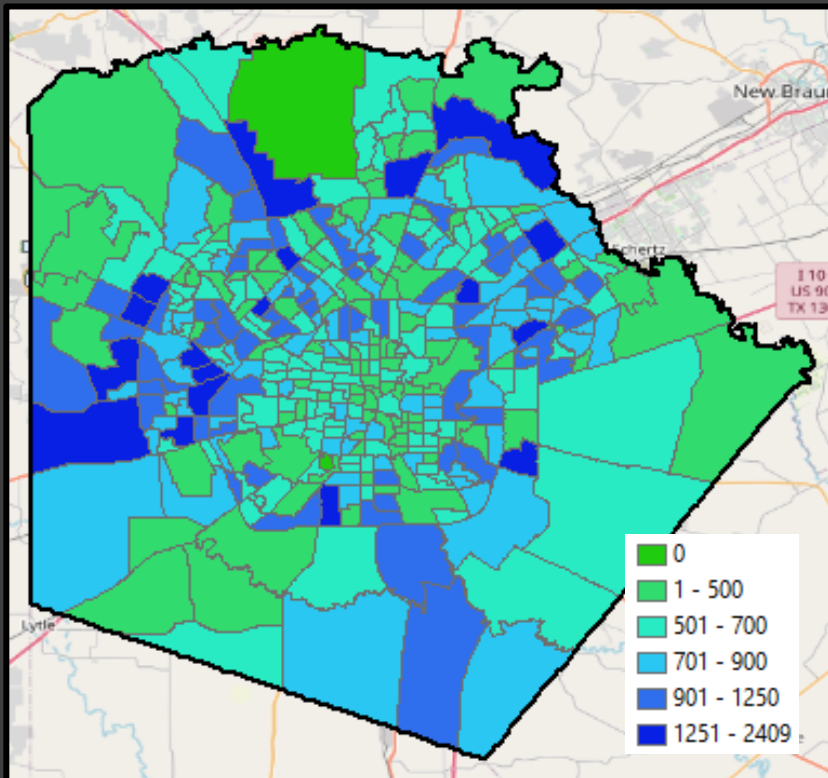 New Braun
Schertz
I 10
US 90
TX 130
Lytle
0
1 - 500
501 - 700
701 - 900
901 - 1250
1251 - 2409